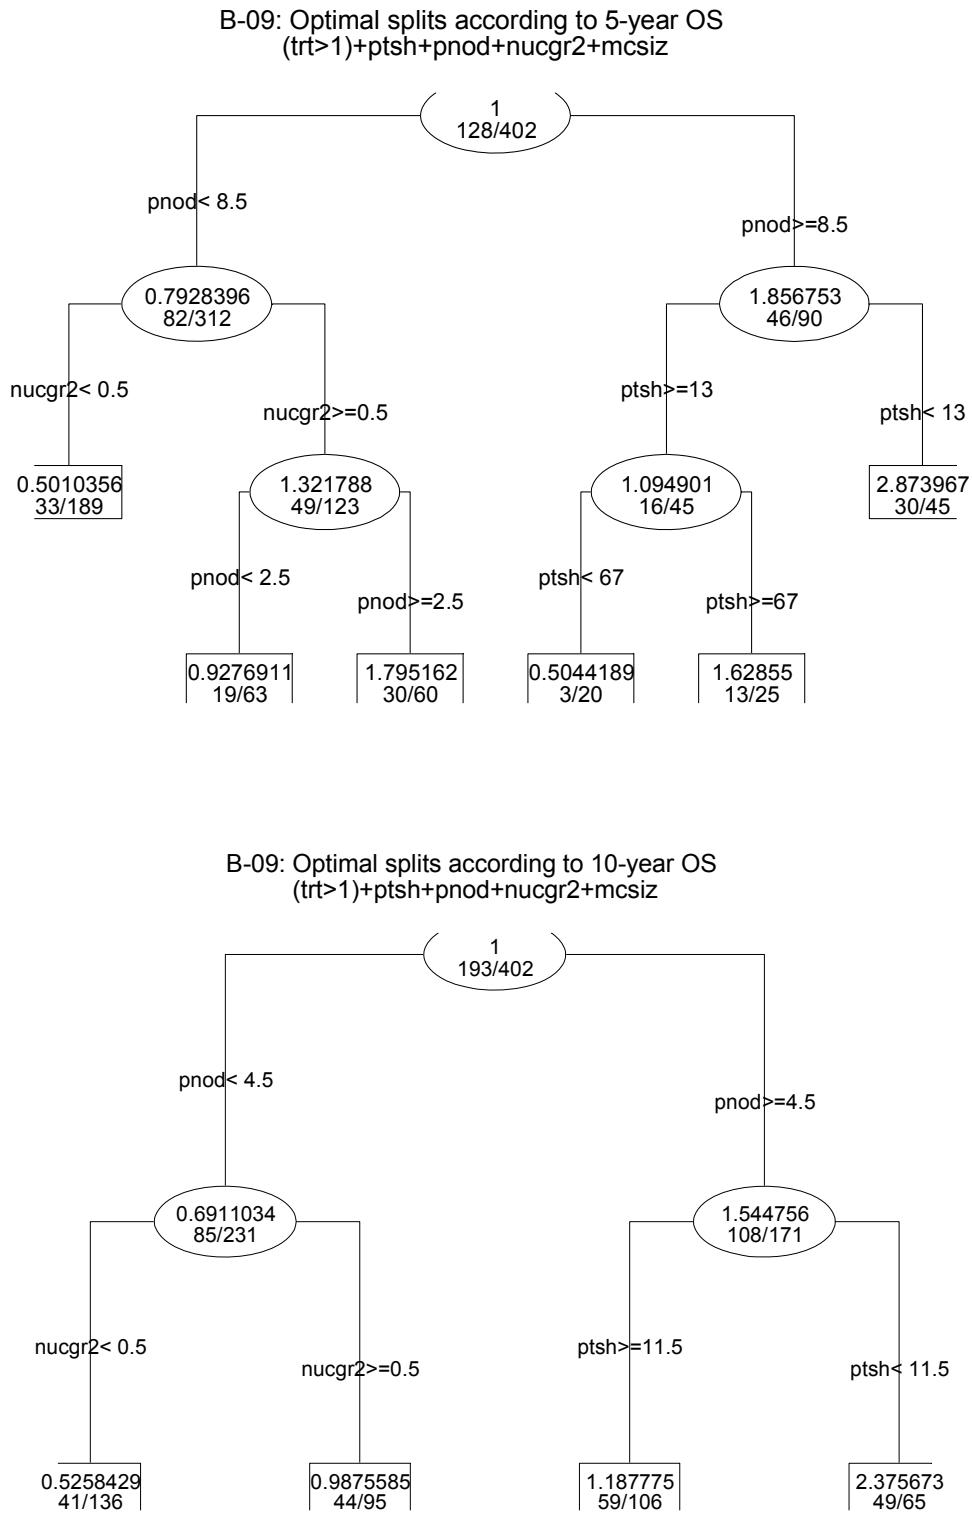 B-09: Optimal splits according to 5-year OS
(trt>1)+ptsh+pnod+nucgr2+mcsiz
1
128/402
pnod< 8.5
pnod>=8.5
0.7928396
82/312
1.856753
46/90
nucgr2< 0.5
nucgr2>=0.5
ptsh>=13
ptsh< 13
0.5010356
33/189
1.321788
49/123
1.094901
16/45
2.873967
30/45
pnod< 2.5
pnod>=2.5
ptsh< 67
ptsh>=67
0.9276911
19/63
1.795162
30/60
0.5044189
3/20
1.62855
13/25
B-09: Optimal splits according to 10-year OS
(trt>1)+ptsh+pnod+nucgr2+mcsiz
1
193/402
pnod< 4.5
pnod>=4.5
0.6911034
85/231
1.544756
108/171
nucgr2< 0.5
nucgr2>=0.5
ptsh>=11.5
ptsh< 11.5
0.5258429
41/136
0.9875585
44/95
1.187775
59/106
2.375673
49/65